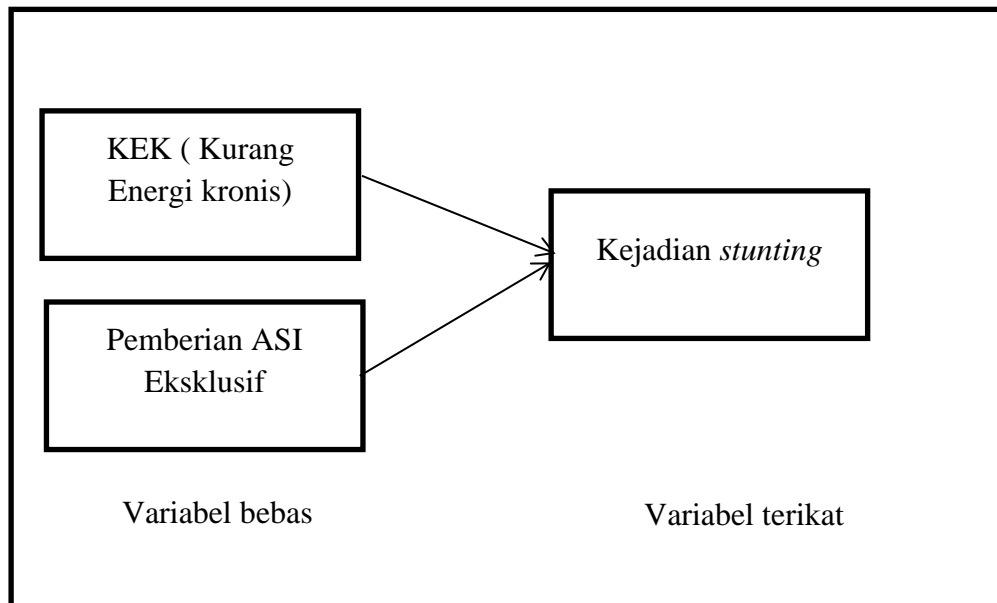 KEK ( Kurang
Energi kronis)
Kejadian stunting
Pemberian ASI
Eksklusif
Variabel bebas
Variabel terikat